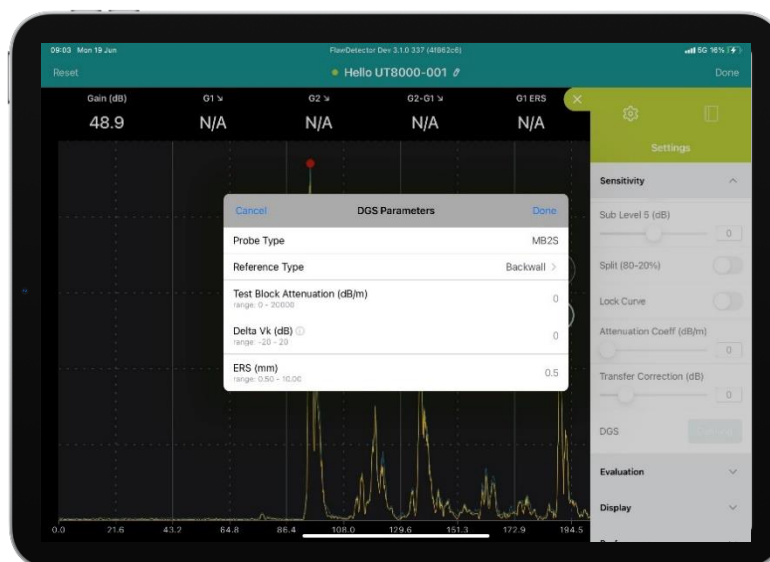 09:03 Mon 19 Jun
FlawDetector Dev 3.1.0 337 (4f862c6)
5G 16%
Reset
Hello UT8000-001
Done
Gain (dB)
G1
G2
G2-G1
G1 ERS
48.9
N/A
N/A
N/A
N/A
Settings
Sensitivity
Sub Level 5 (dB)
0
Split (80-20%)
Lock Curve
Attenuation Coeff (dB/m)
0
Transfer Correction (dB)
0
DGS
Evaluation
Display
Cancel
DGS Parameters
Done
Probe Type
MB2S
Reference Type
Backwall >
Test Block Attenuation (dB/m)
range: 0 - 20000
0
Delta Vk (dB)
range: -20 - 20
0
ERS (mm)
range: 0.50 - 10.00
0.5
0.0 21.6 43.2 64.8 86.4 108.0 129.6 151.3 172.9 194.5